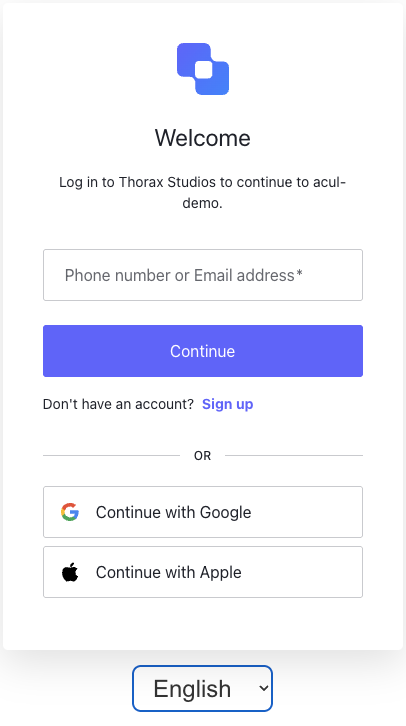 Welcome
Log in to Thorax Studios to continue to acul-
demo.
Phone number or Email address*
Continue
Don't have an account? Sign up
OR
Continue with Google
Continue with Apple
English